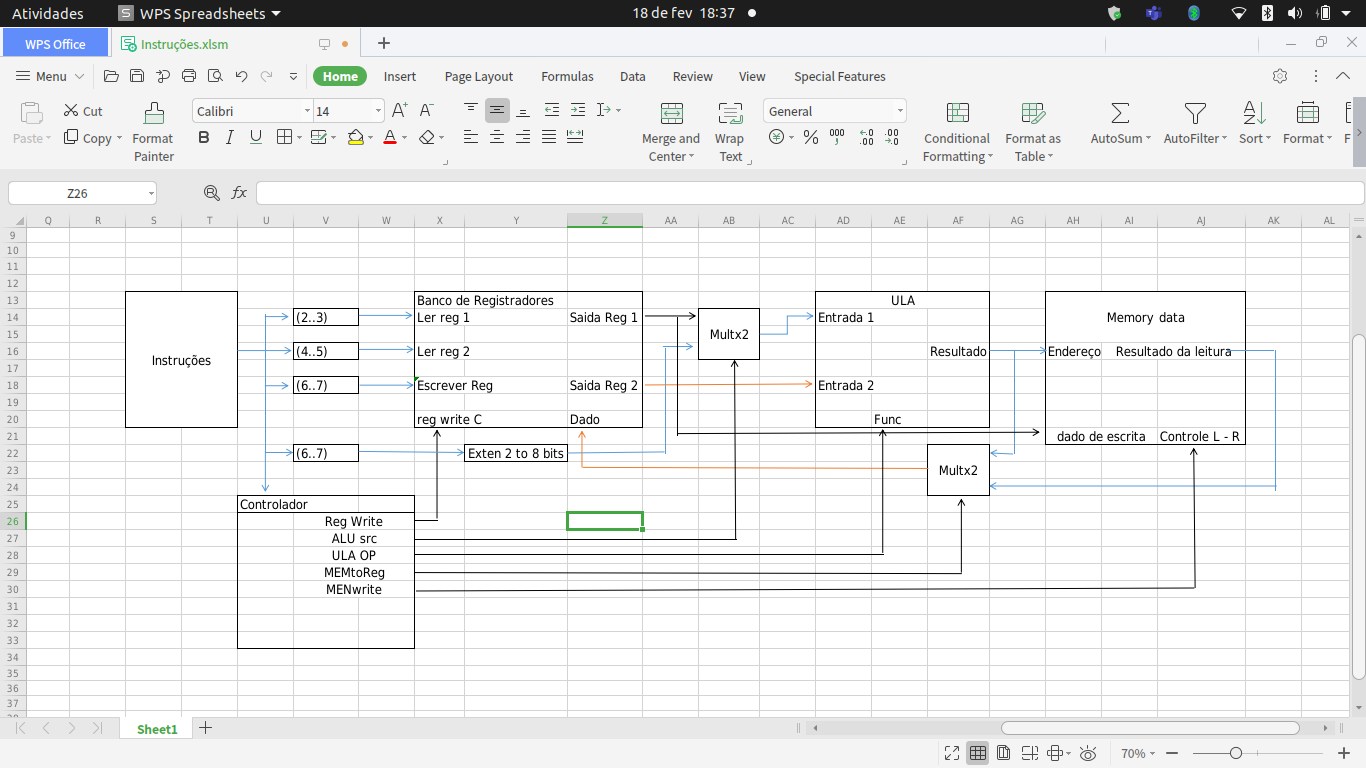 Atividades
WPS Spreadsheets
18 de fev 18:37
WPS Office
Instruções.xlsm
Menu
Home
Insert
Page Layout
Formulas
Data
Review
View
Special Features
Paste
Cut
Copy
Format Painter
Calibri
14
B I U
Merge and Center
Wrap Text
General
Conditional Formatting
Format as Table
AutoSum
AutoFilter
Sort
Format
Z26
fx
Q R S T U V W X Y Z AA AB AC AD AE AF AG AH AI AJ AK AL
9
10
11
12
13
14
15
16
17
18
19
20
21
22
23
24
25
26
27
28
29
30
31
32
33
34
35
36
37
Instruções
(2..3)
(4..5)
(6..7)
(6..7)
Banco de Registradores
Ler reg 1
Saida Reg 1
Ler reg 2
Escrever Reg
Saida Reg 2
reg write C
Dado
Exten 2 to 8 bits
Multx2
ULA
Entrada 1
Resultado
Entrada 2
Func
Multx2
Memory data
Endereço
Resultado da leitura
dado de escrita
Controle L - R
Controlador
Reg Write
ALU src
ULA OP
MEMtoReg
MENwrite
Sheet1
70%